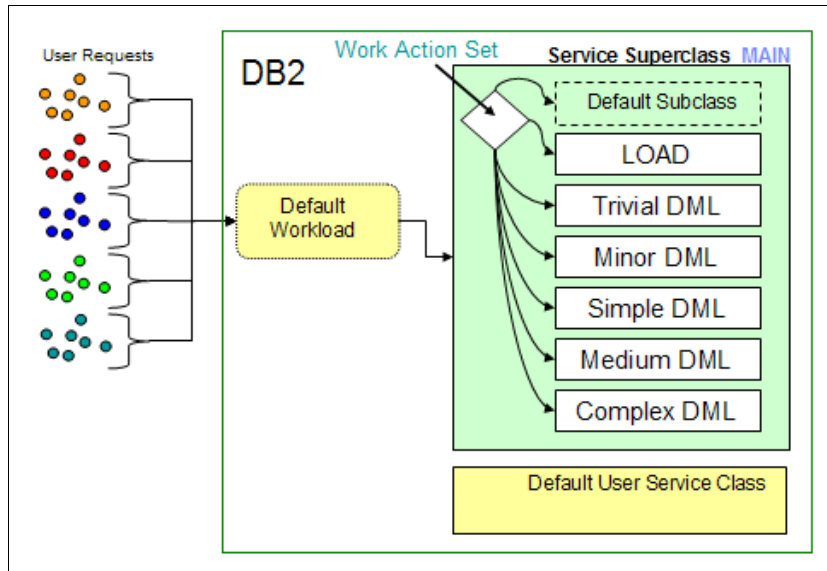 User Requests
DB2
Work Action Set
Service Superclass MAIN
Default Subclass
LOAD
Trivial DML
Minor DML
Simple DML
Medium DML
Complex DML
Default
Workload
Default User Service Class